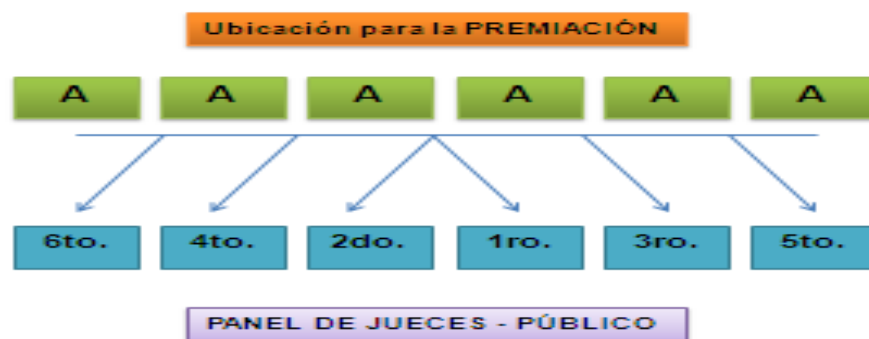 Ubicación para la PREMIACIÓN
A A A A A A
6to. 4to. 2do. 1ro. 3ro. 5to.
PANEL DE JUECES - PÚBLICO